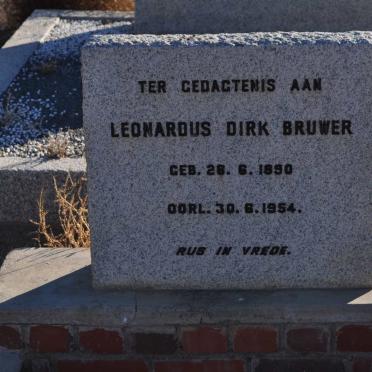 TER GEDAGTENIS AAN
LEONARDUS DIRK BRUWER
GEB. 28. 6. 1890
OORL. 30. 6. 1954.
RUS IN VREDE.